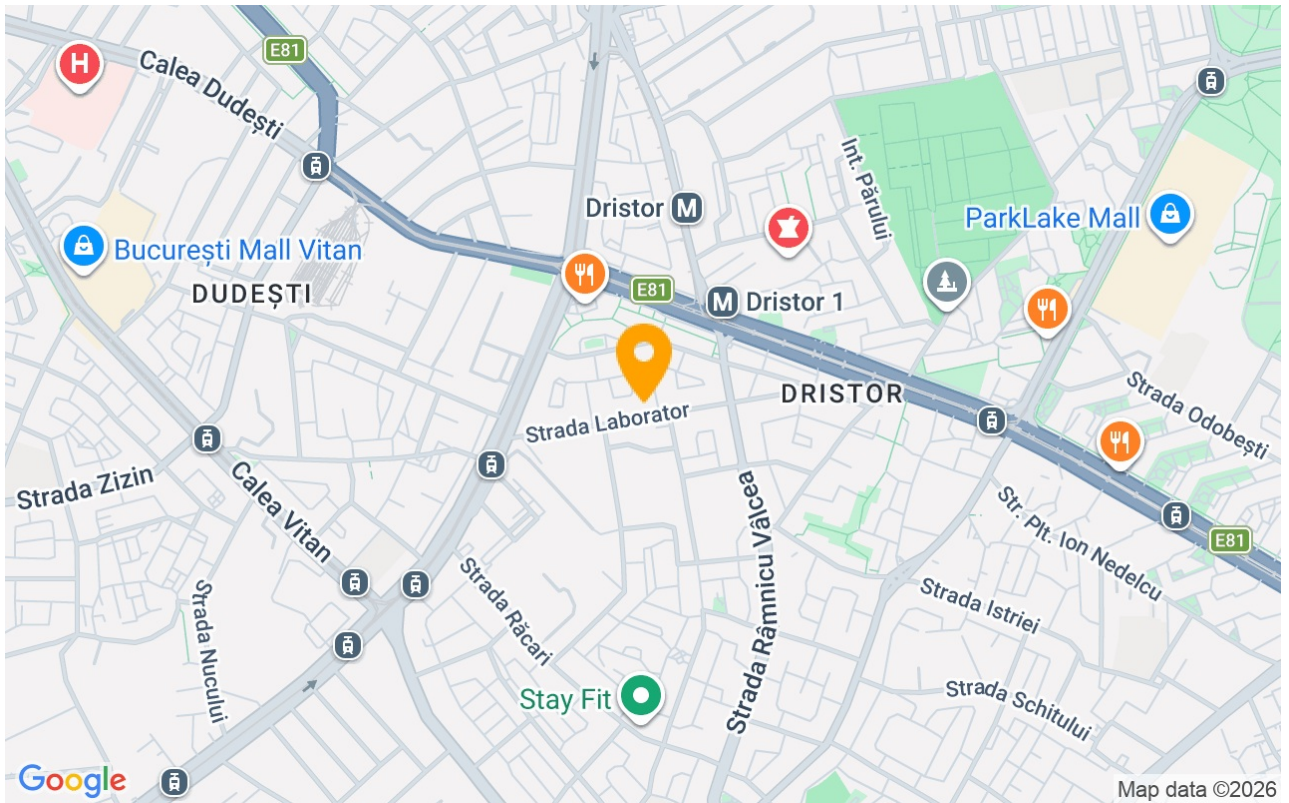 H
E81
Calea Dudești
Int. Părului
Dristor M
ParkLake Mall
București Mall Vitan
DUDEȘTI
E81
M Dristor 1
DRISTOR
Strada Odobești
Strada Laborator
Strada Zizin
Calea Vitan
Strada Râmnicu Vâlcea
Str. Plt. Ion Nedelcu
E81
Strada Nucului
Strada Răcari
Strada Istriei
Strada Schitului
Stay Fit
Google
Map data ©2026